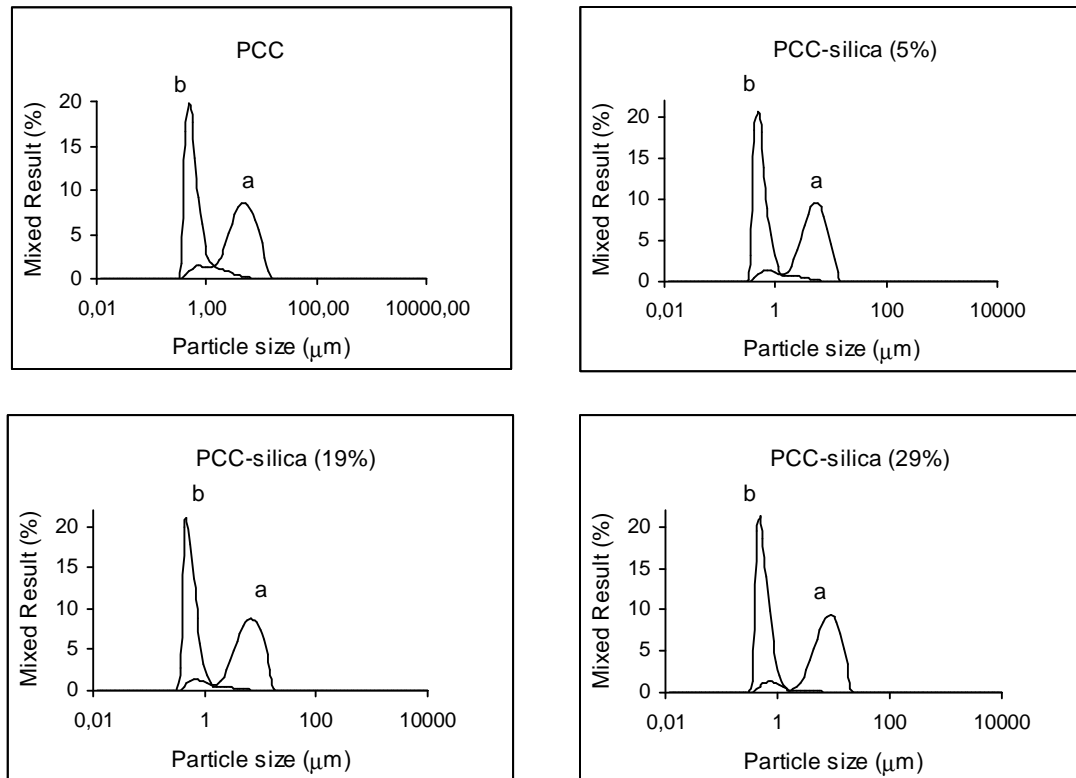 PCC
b
a
20
15
10
5
0
0,01 1,00 100,00 10000,00
Mixed Result (%)
Particle size (μm)
PCC-silica (5%)
b
a
20
15
10
5
0
0,01 1 100 10000
Mixed Result (%)
Particle size (μm)
PCC-silica (19%)
b
a
20
15
10
5
0
0,01 1 100 10000
Mixed Result (%)
Particle size (μm)
PCC-silica (29%)
b
a
20
15
10
5
0
0,01 1 100 10000
Mixed Result (%)
Particle size (μm)